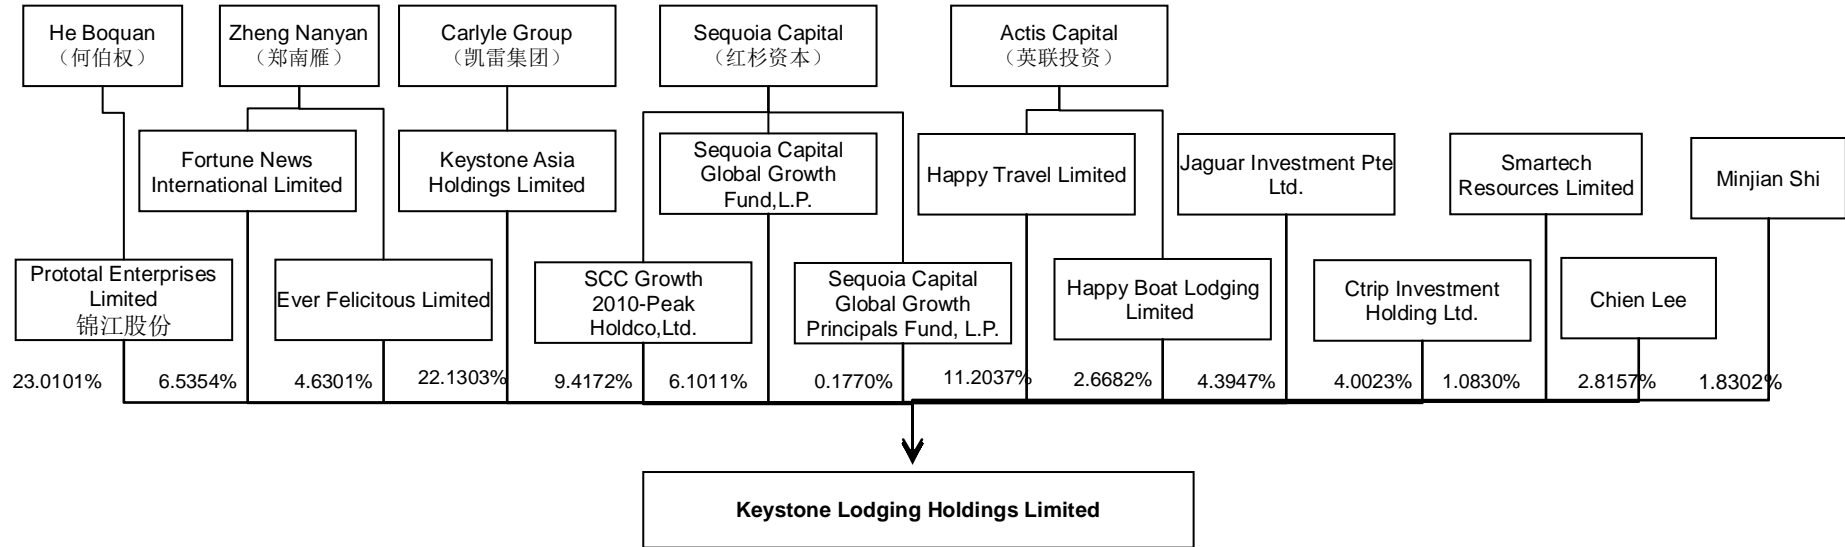 He Boquan
（何伯权）
Zheng Nanyan
（郑南雁）
Carlyle Group
（凯雷集团）
Sequoia Capital
（红杉资本）
Actis Capital
（英联投资）
Fortune News
International Limited
Keystone Asia
Holdings Limited
Sequoia Capital
Global Growth
Fund,L.P.
Happy Travel Limited
Jaguar Investment Pte
Ltd.
Smartech
Resources Limited
Minjian Shi
Prototal Enterprises
Limited
锦江股份
Ever Felicitous Limited
SCC Growth
2010-Peak
Holdco,Ltd.
Sequoia Capital
Global Growth
Principals Fund, L.P.
Happy Boat Lodging
Limited
Ctrip Investment
Holding Ltd.
Chien Lee
23.0101%
6.5354%
4.6301%
22.1303%
9.4172%
6.1011%
0.1770%
11.2037%
2.6682%
4.3947%
4.0023%
1.0830%
2.8157%
1.8302%
Keystone Lodging Holdings Limited